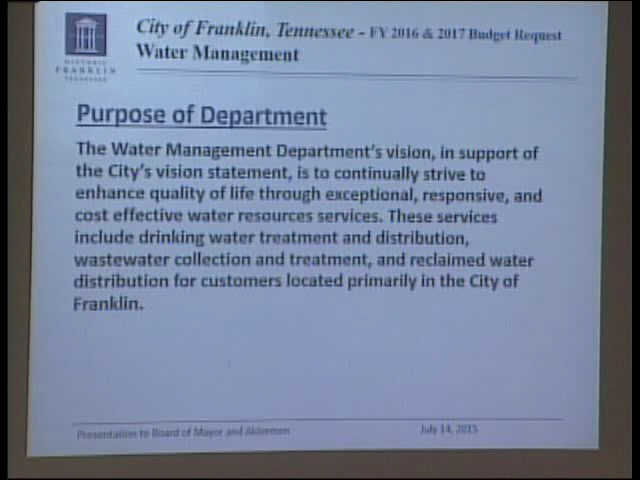 City of Franklin, Tennessee - FY 2016 & 2017 Budget Request
Water Management
HISTORIC
FRANKLIN
TENNESSEE
Purpose of Department
The Water Management Department's vision, in support of
the City's vision statement, is to continually strive to
enhance quality of life through exceptional, responsive, and
cost effective water resources services. These services
include drinking water treatment and distribution,
wastewater collection and treatment, and reclaimed water
distribution for customers located primarily in the City of
Franklin.
Presentation to Board of Mayor and Aldermen
July 14, 2015